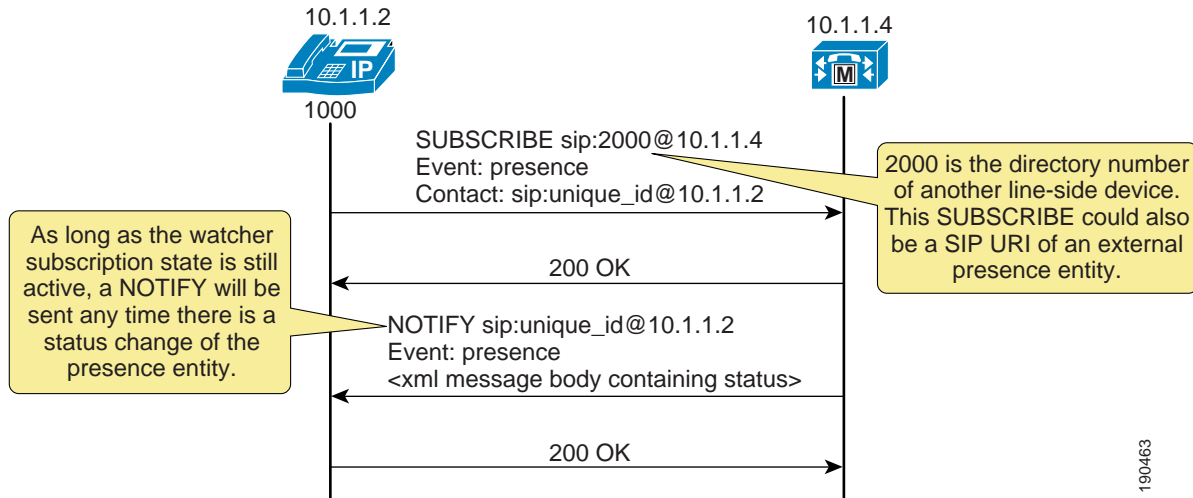 10.1.1.2
10.1.1.4
IP
M
1000
SUBSCRIBE sip:2000@10.1.1.4
Event: presence
Contact: sip:unique_id@10.1.1.2
2000 is the directory number
of another line-side device.
This SUBSCRIBE could also
be a SIP URI of an external
presence entity.
As long as the watcher
subscription state is still
active, a NOTIFY will be
sent any time there is a
status change of the
presence entity.
200 OK
NOTIFY sip:unique_id@10.1.1.2
Event: presence
<xml message body containing status>
200 OK
190463